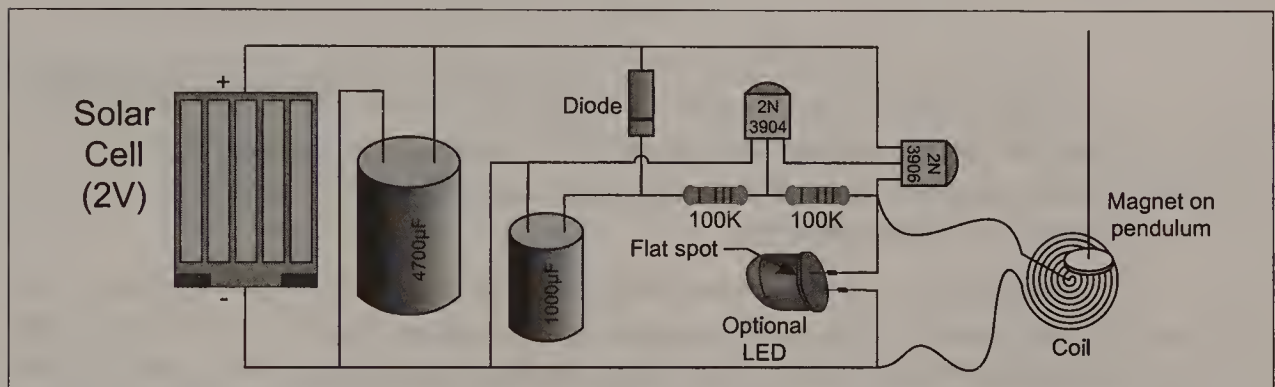 Solar
Cell
(2V)
+
-
4700µF
1000µF
Diode
2N
3904
2N
3906
100K
100K
Flat spot
Optional
LED
Magnet on
pendulum
Coil